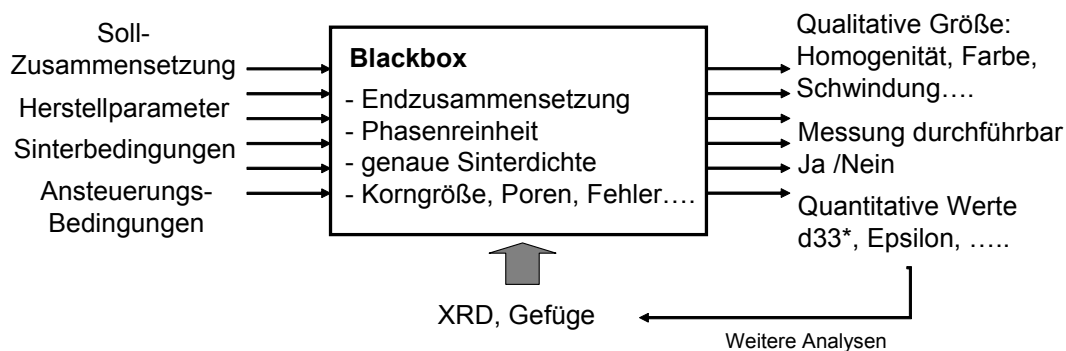 Soll-
Zusammensetzung
Herstellparameter
Sinterbedingungen
Ansteuerungs-
Bedingungen
Blackbox
- Endzusammensetzung
- Phasenreinheit
- genaue Sinterdichte
- Korngröße, Poren, Fehler….
Qualitative Größe:
Homogenität, Farbe,
Schwindung….
Messung durchführbar
Ja /Nein
Quantitative Werte
d33*, Epsilon, …..
XRD, Gefüge
Weitere Analysen